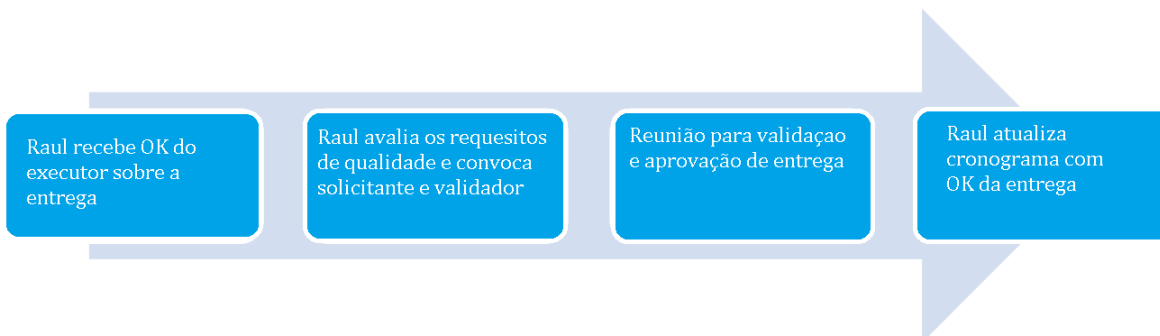 Raul recebe OK do
executor sobre a
entrega
Raul avalia os requesitos
de qualidade e convoca
solicitante e validador
Reunião para validaçao
e aprovação de entrega
Raul atualiza
cronograma com
OK da entrega